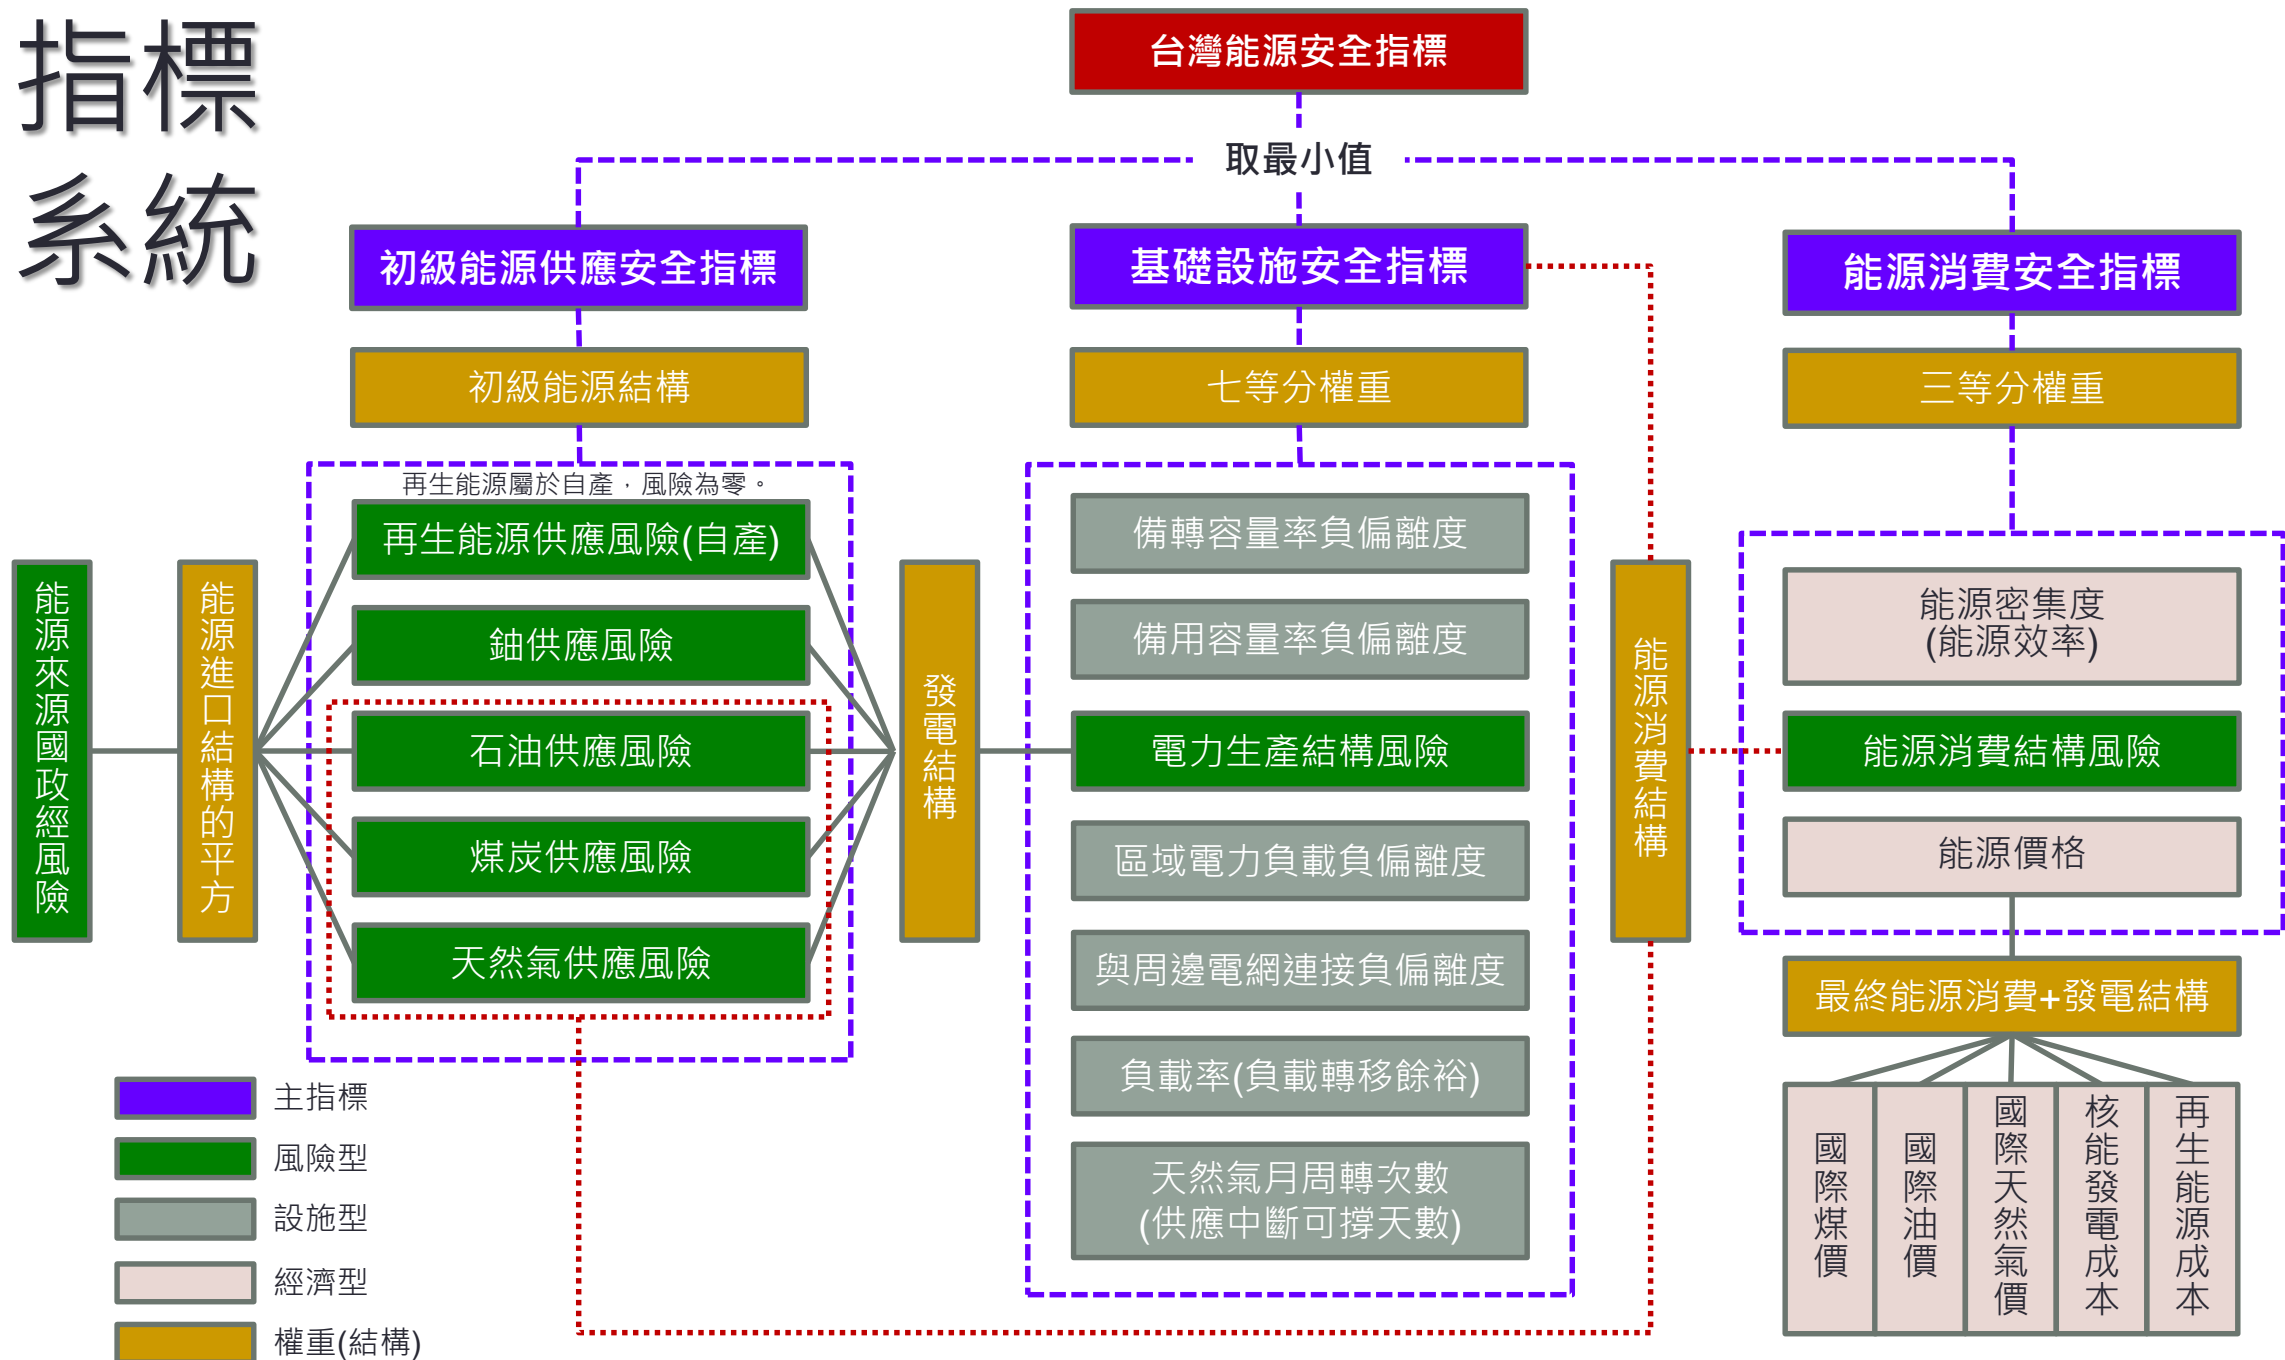 指標
系統
台灣能源安全指標
取最小值
初級能源供應安全指標
基礎設施安全指標
能源消費安全指標
初級能源結構
七等分權重
三等分權重
能源來源國政經風險
能源進口結構的平方
再生能源屬於自產，風險為零。
再生能源供應風險(自產)
鈾供應風險
石油供應風險
煤炭供應風險
天然氣供應風險
發電結構
備轉容量率負偏離度
備用容量率負偏離度
電力生產結構風險
區域電力負載負偏離度
與周邊電網連接負偏離度
負載率(負載轉移餘裕)
天然氣月周轉次數
(供應中斷可撐天數)
能源消費結構
能源密集度
(能源效率)
能源消費結構風險
能源價格
最終能源消費+發電結構
國際煤價
國際油價
國際天然氣價
核能發電成本
再生能源成本
主指標
風險型
設施型
經濟型
權重(結構)